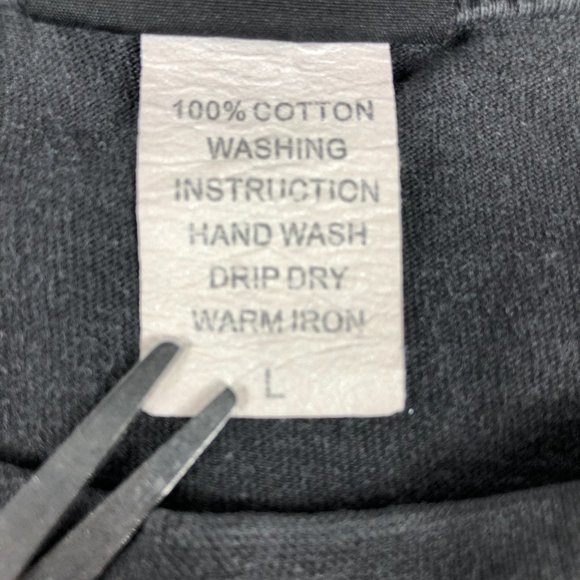 100% COTTON
WASHING
INSTRUCTION
HAND WASH
DRIP DRY
WARM IRON
L